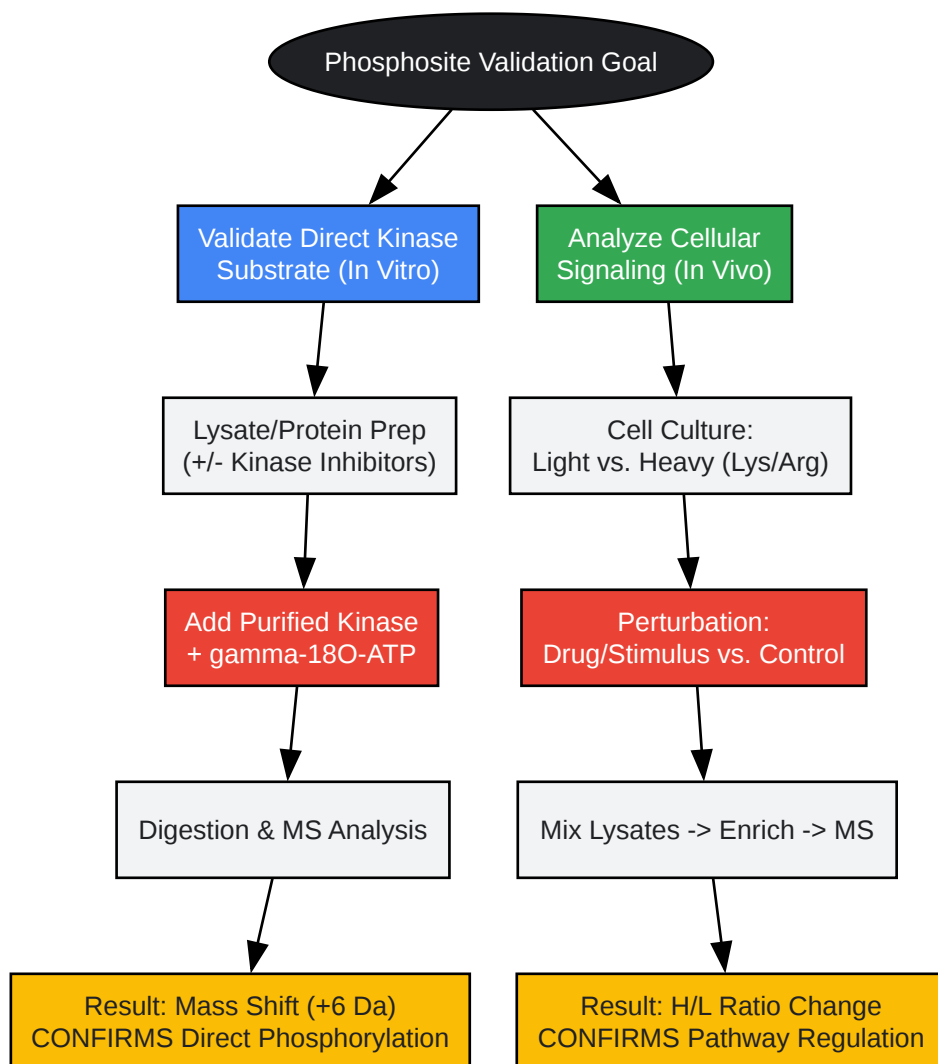 Phosphosite Validation Goal
Validate Direct Kinase
Substrate (In Vitro)
Analyze Cellular
Signaling (In Vivo)
Lysate/Protein Prep
(+/- Kinase Inhibitors)
Cell Culture:
Light vs. Heavy (Lys/Arg)
Add Purified Kinase
+ gamma-18O-ATP
Perturbation:
Drug/Stimulus vs. Control
Digestion & MS Analysis
Mix Lysates -> Enrich -> MS
Result: Mass Shift (+6 Da)
CONFIRMS Direct Phosphorylation
Result: H/L Ratio Change
CONFIRMS Pathway Regulation